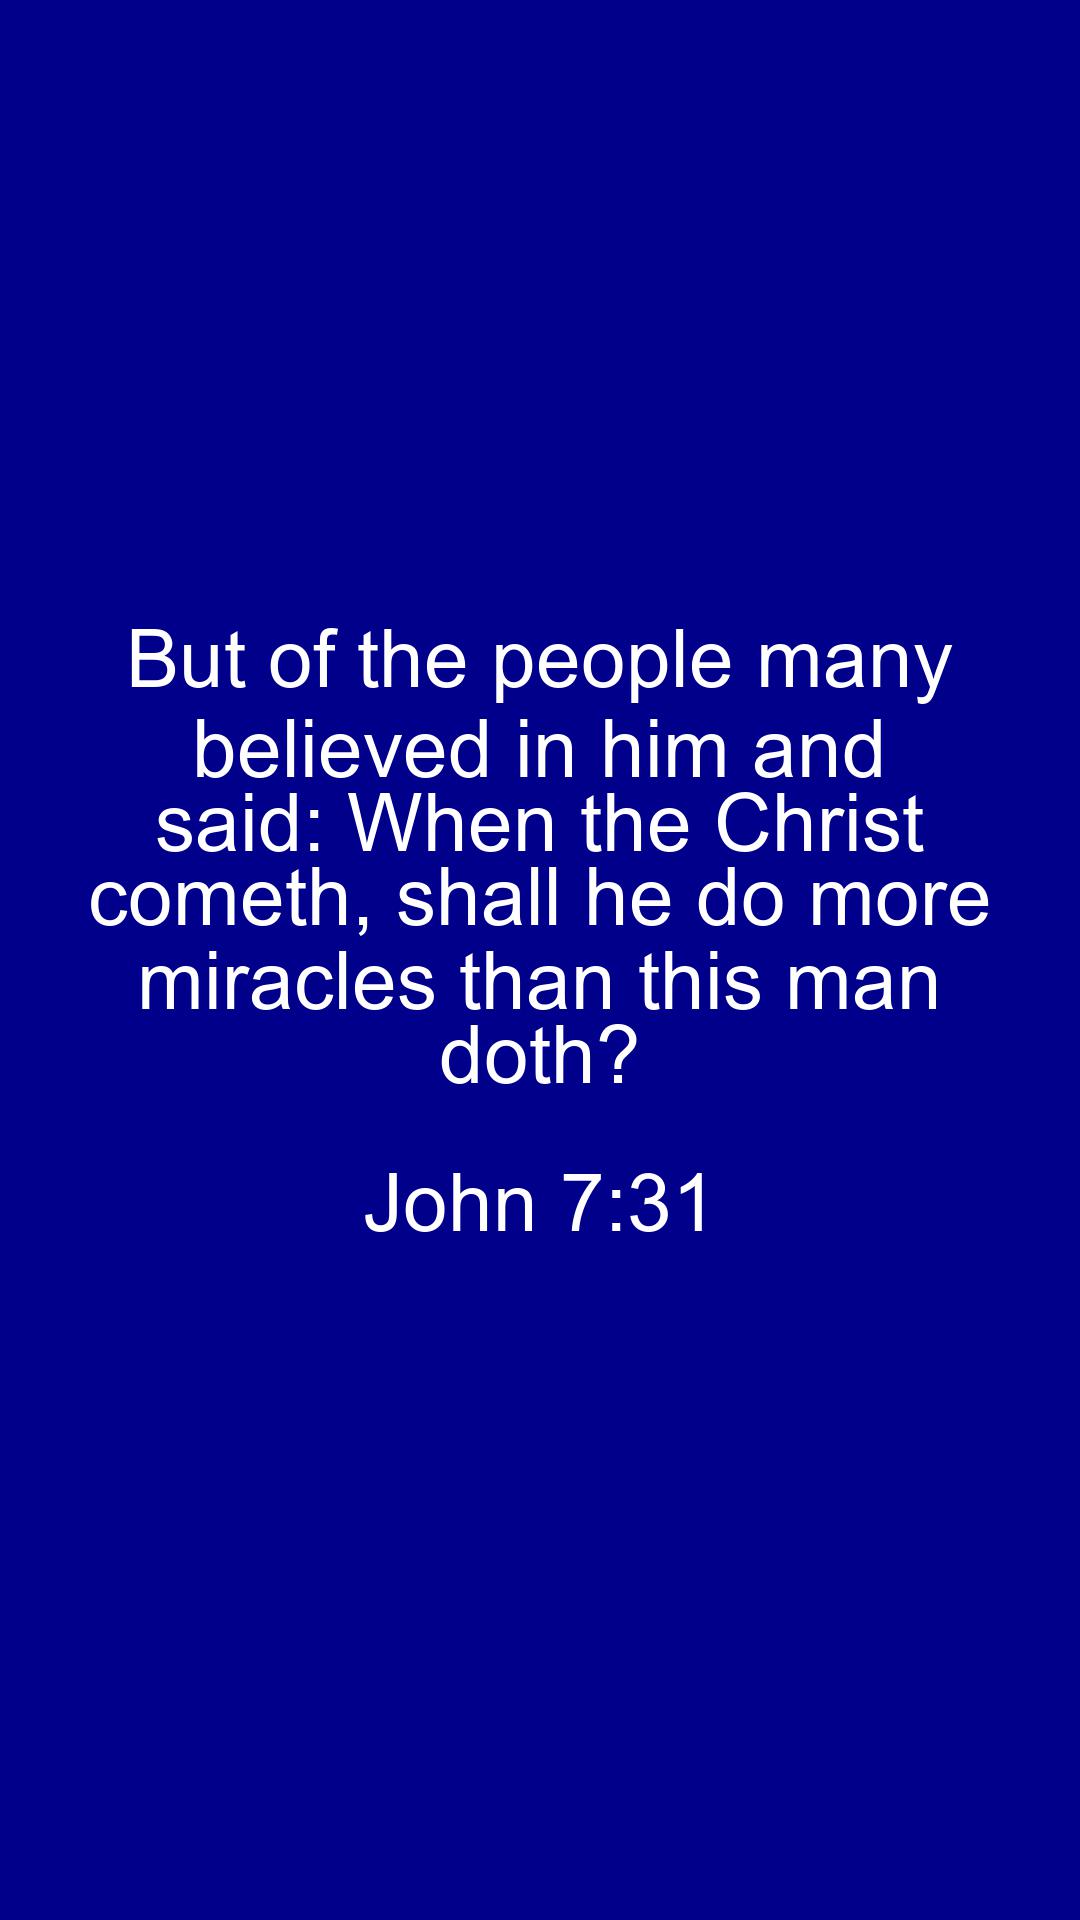 But of the people many
believed in him and
said: When the Christ
cometh, shall he do more
miracles than this man
doth?
John 7:31